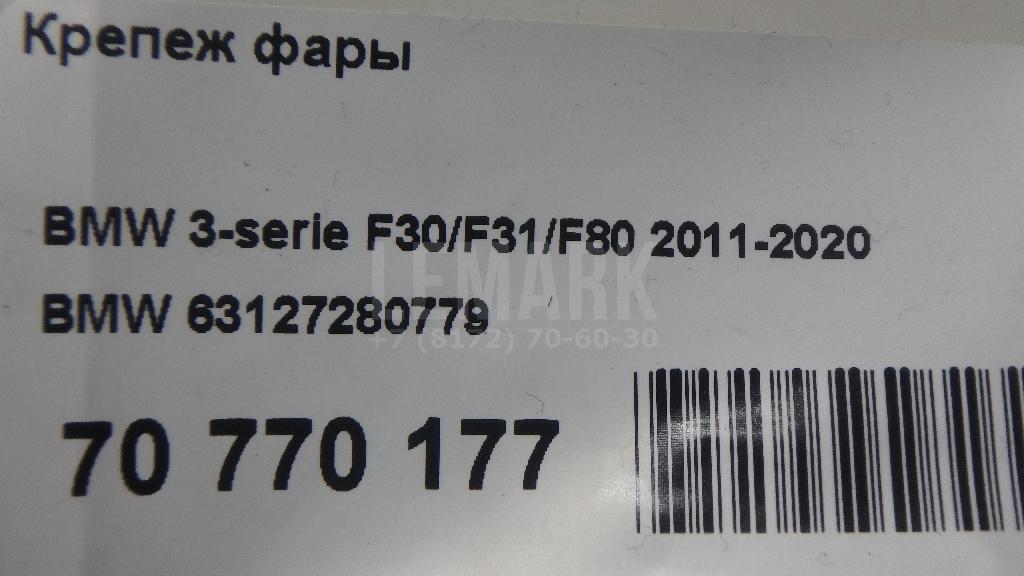 Крепеж фары
BMW 3-serie F30/F31/F80 2011-2020
LEMARK
BMW 63127280779
+7 (8172) 70-60-30
70 770 177